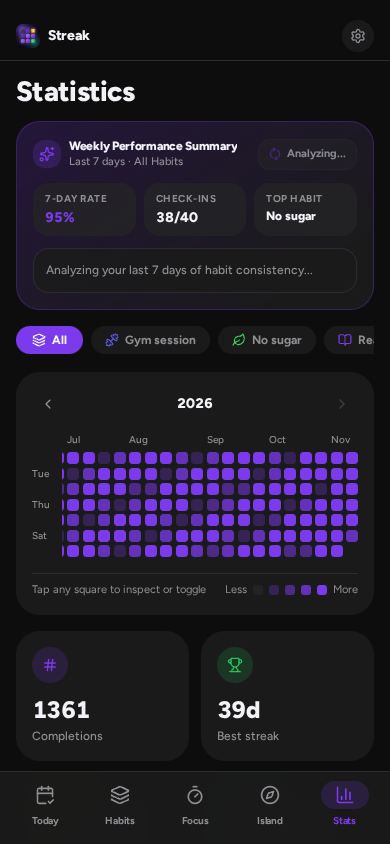 Streak
Statistics
Weekly Performance Summary
Last 7 days · All Habits
Analyzing...
7-DAY RATE
95%
CHECK-INS
38/40
TOP HABIT
No sugar
Analyzing your last 7 days of habit consistency...
All
Gym session
No sugar
2026
Jul Aug Sep Oct Nov
Tue
Thu
Sat
Tap any square to inspect or toggle
Less
More
1361
Completions
39d
Best streak
Today
Habits
Focus
Island
Stats